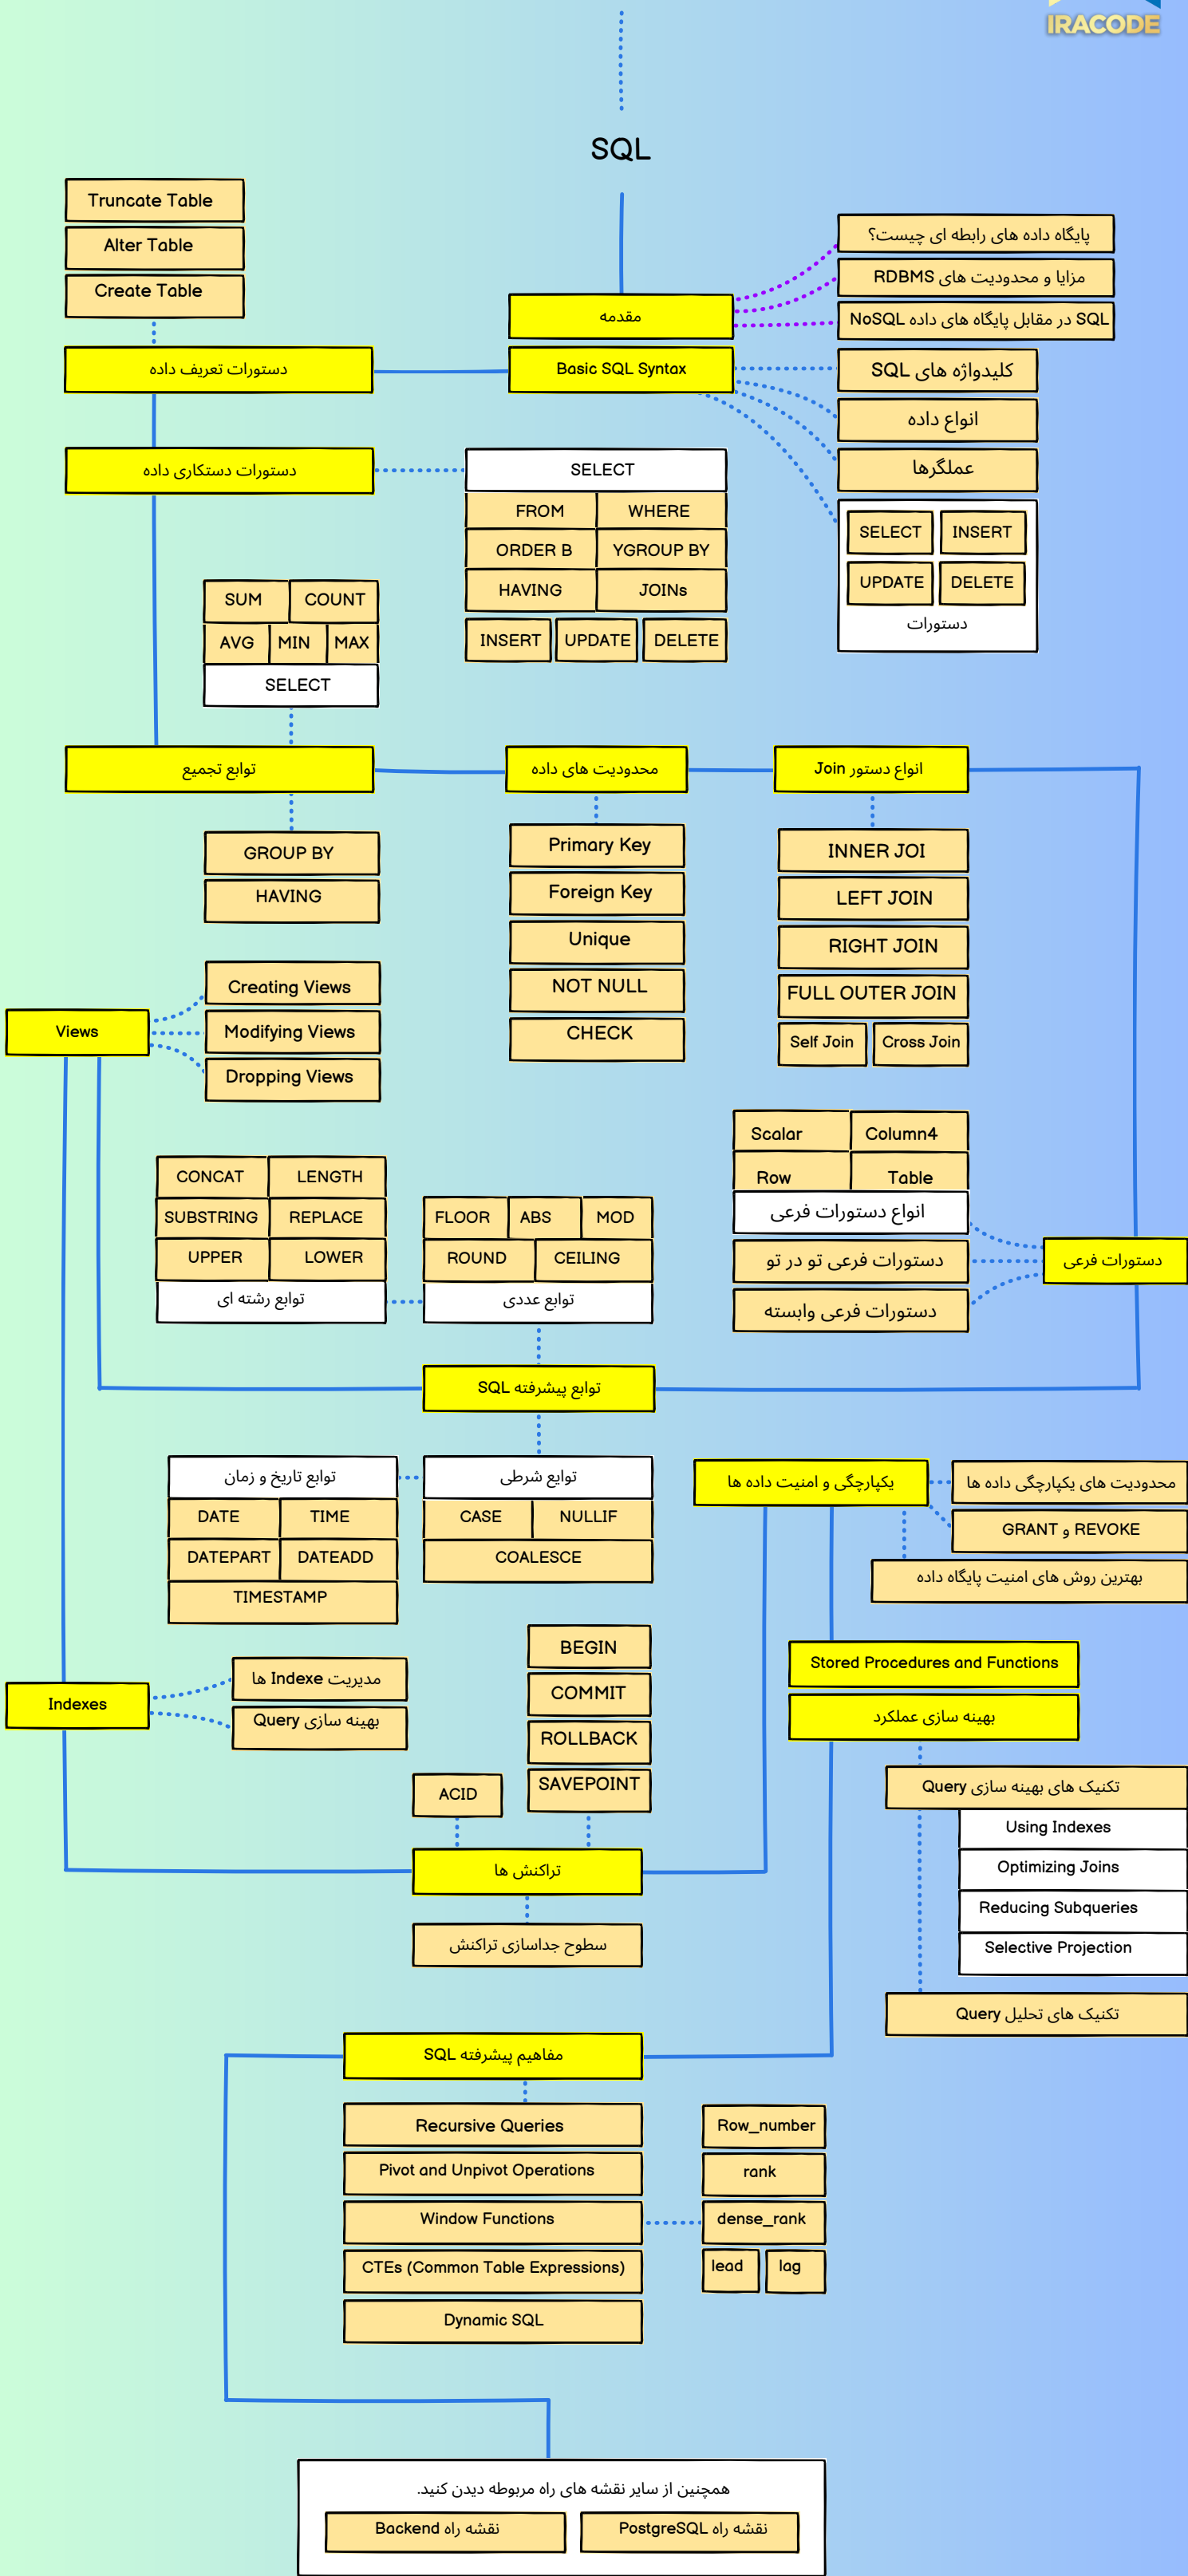 IRACODE
SQL
Truncate Table
Alter Table
Create Table
پایگاه داده های رابطه ای چیست؟
مزایا و محدودیت های RDBMS
SQL در مقابل پایگاه های داده NoSQL
مقدمه
دستورات تعریف داده
Basic SQL Syntax
کلیدواژه های SQL
انواع داده
عملگرها
SELECT INSERT
UPDATE DELETE
دستورات
دستورات دستکاری داده
SELECT
FROM WHERE
ORDER B YGROUP BY
HAVING JOINs
INSERT UPDATE DELETE
SUM COUNT
AVG MIN MAX
SELECT
توابع تجمیع
محدودیت های داده
انواع دستور Join
GROUP BY
HAVING
Primary Key
Foreign Key
Unique
NOT NULL
CHECK
INNER JOI
LEFT JOIN
RIGHT JOIN
FULL OUTER JOIN
Self Join Cross Join
Views
Creating Views
Modifying Views
Dropping Views
Scalar Column4
Row Table
انواع دستورات فرعی
دستورات فرعی تو در تو
دستورات فرعی وابسته
دستورات فرعی
CONCAT LENGTH
SUBSTRING REPLACE
UPPER LOWER
توابع رشته ای
FLOOR ABS MOD
ROUND CEILING
توابع عددی
توابع پیشرفته SQL
توابع تاریخ و زمان
DATE TIME
DATEPART DATEADD
TIMESTAMP
توایع شرطی
CASE NULLIF
COALESCE
یکپارچگی و امنیت داده ها
محدودیت های یکپارچگی داده ها
GRANT و REVOKE
بهترین روش های امنیت پایگاه داده
Stored Procedures and Functions
بهینه سازی عملکرد
Indexes
مدیریت Indexe ها
بهینه سازی Query
BEGIN
COMMIT
ROLLBACK
SAVEPOINT
ACID
تراکنش ها
سطوح جداسازی تراکنش
تکنیک های بهینه سازی Query
Using Indexes
Optimizing Joins
Reducing Subqueries
Selective Projection
تکنیک های تحلیل Query
مفاهیم پیشرفته SQL
Recursive Queries
Pivot and Unpivot Operations
Window Functions
CTEs (Common Table Expressions)
Dynamic SQL
Row_number
rank
dense_rank
lead lag
همچنین از سایر نقشه های راه مربوطه دیدن کنید.
نقشه راه Backend
نقشه راه PostgreSQL